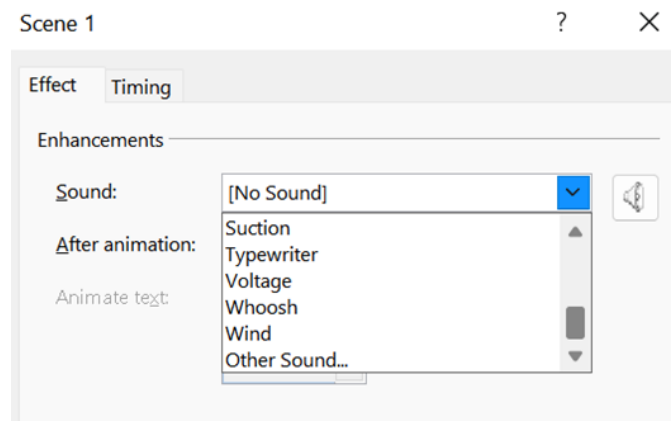 Scene 1 ?
Effect Timing
Enhancements
Sound: [No Sound]
Suction
After animation:
Typewriter
Voltage
Animate text:
Whoosh
Wind
Other Sound...